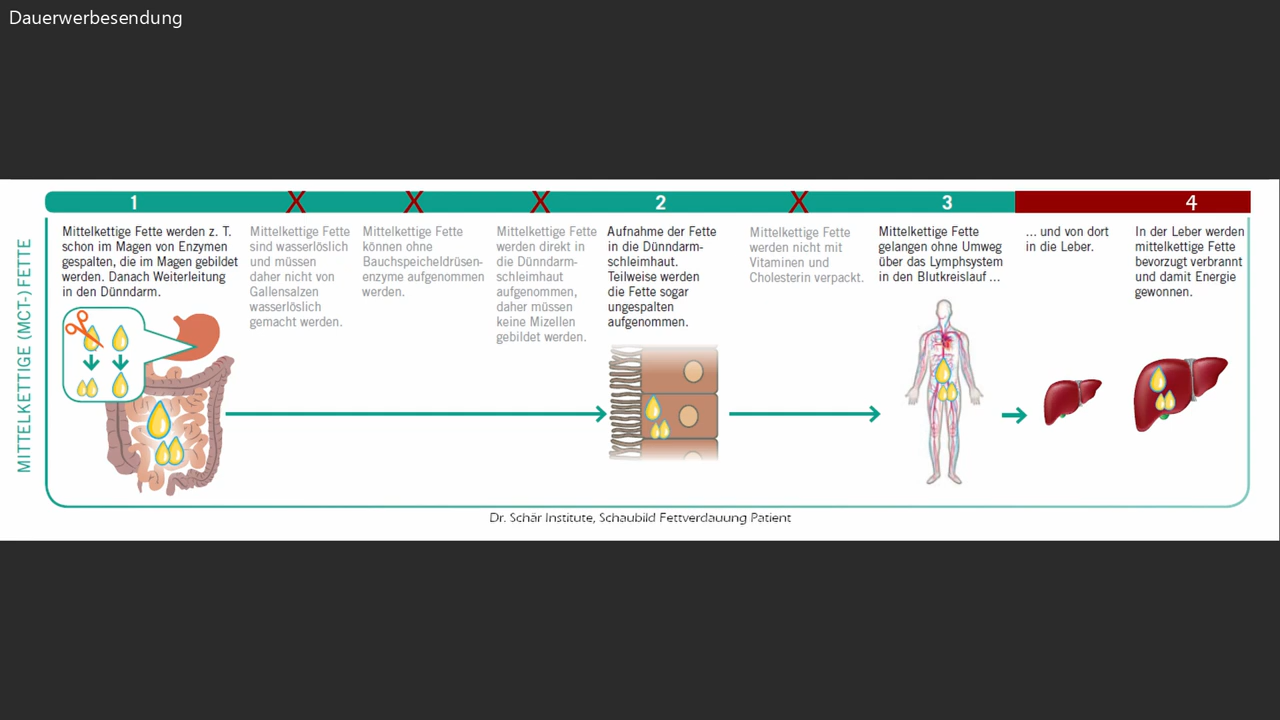 Dauerwerbesendung
1
X
X
X
2
X
3
4
MITTELKETTIGE (MCT-) FETTE
Mittelkettige Fette werden z. T.
schon im Magen von Enzymen
gespalten, die im Magen gebildet
werden. Danach Weiterleitung
in den Dünndarm.
Mittelkettige Fette
sind wasserlöslich
und müssen
daher nicht von
Gallensalzen
wasserlöslich
gemacht werden.
Mittelkettige Fette
können ohne
Bauchspeicheldrüsen-
enzyme aufgenommen
werden.
Mittelkettige Fette
werden direkt in
die Dünndarm-
schleimhaut
aufgenommen,
daher müssen
keine Mizellen
gebildet werden.
Aufnahme der Fette
in die Dünndarm-
schleimhaut.
Teilweise werden
die Fette sogar
ungespalten
aufgenommen.
Mittelkettige Fette
werden nicht mit
Vitaminen und
Cholesterin verpackt.
Mittelkettige Fette
gelangen ohne Umweg
über das Lymphsystem
in den Blutkreislauf ...
... und von dort
in die Leber.
In der Leber werden
mittelkettige Fette
bevorzugt verbrannt
und damit Energie
gewonnen.
Dr. Schär Institute, Schaubild Fettverdauung Patient